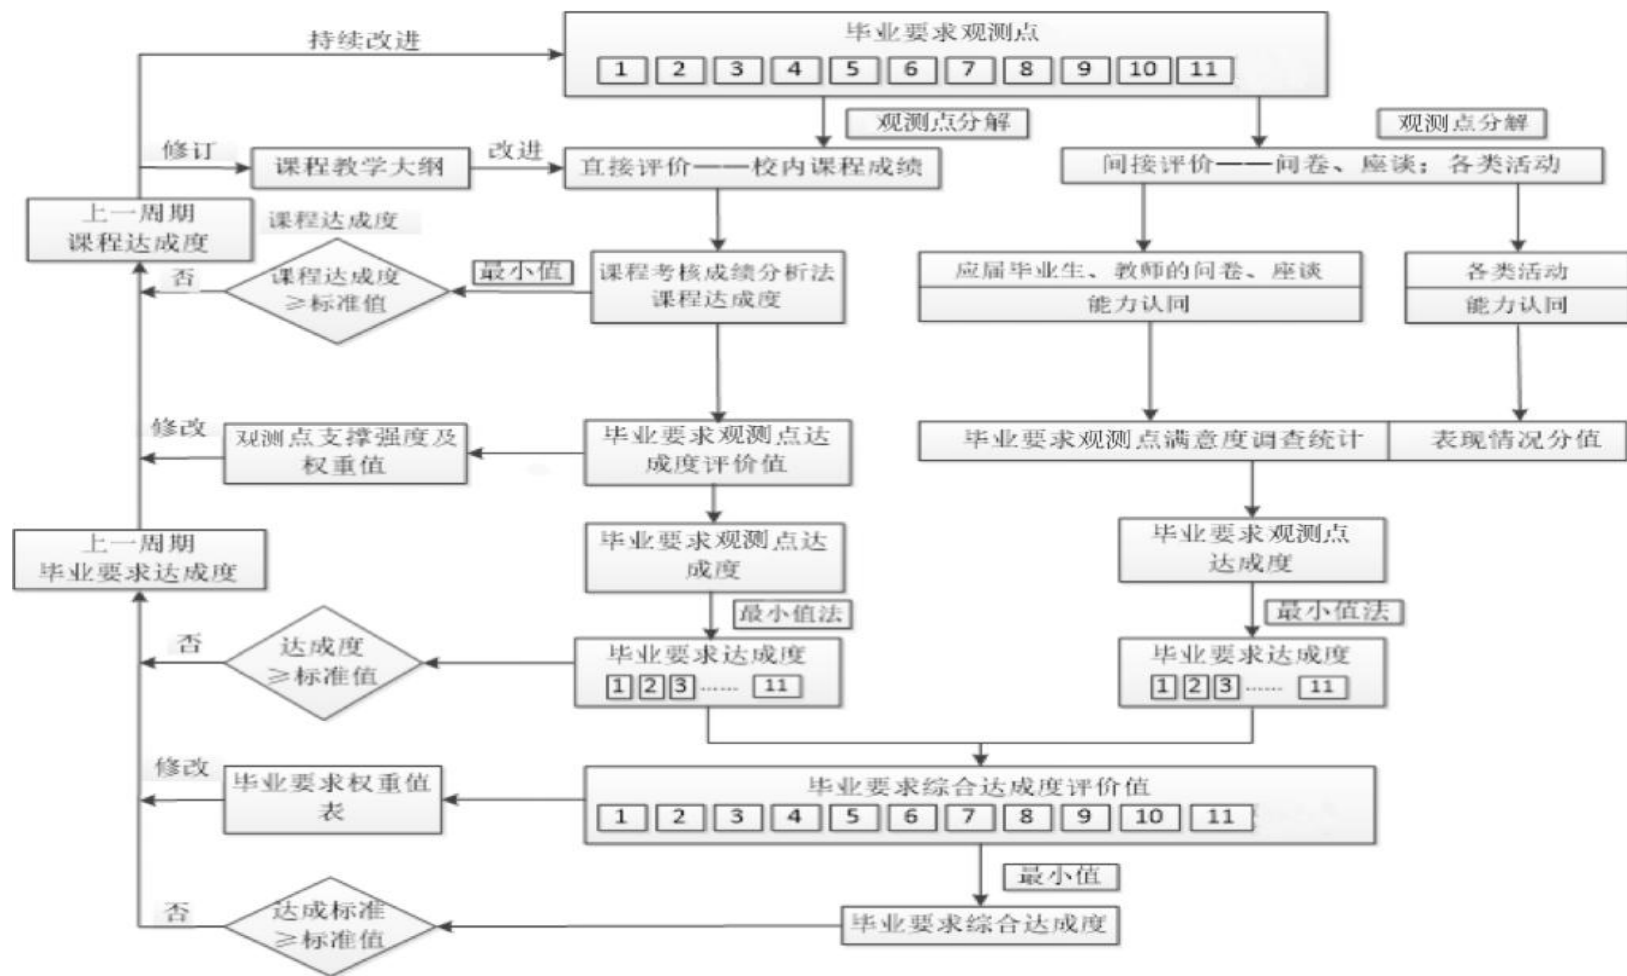 持续改进
毕业要求观测点
1 2 3 4 5 6 7 8 9 10 11
观测点分解
观测点分解
修订
课程教学大纲
改进
直接评价——校内课程成绩
间接评价——问卷、座谈；各类活动
上一周期
课程达成度
课程达成度
否
课程达成度
≥标准值
最小值
课程考核成绩分析法
课程达成度
应届毕业生、教师的问卷、座谈
能力认同
各类活动
能力认同
修改
观测点支撑强度及
权重值
毕业要求观测点达
成度评价值
毕业要求观测点满意度调查统计
表现情况分值
上一周期
毕业要求达成度
毕业要求观测点达
成度
毕业要求观测点
达成度
最小值法
最小值法
否
达成度
≥标准值
毕业要求达成度
1 2 3 …… 11
毕业要求达成度
1 2 3 …… 11
修改
毕业要求权重值
表
毕业要求综合达成度评价值
1 2 3 4 5 6 7 8 9 10 11
最小值
否
达成标准
≥标准值
毕业要求综合达成度